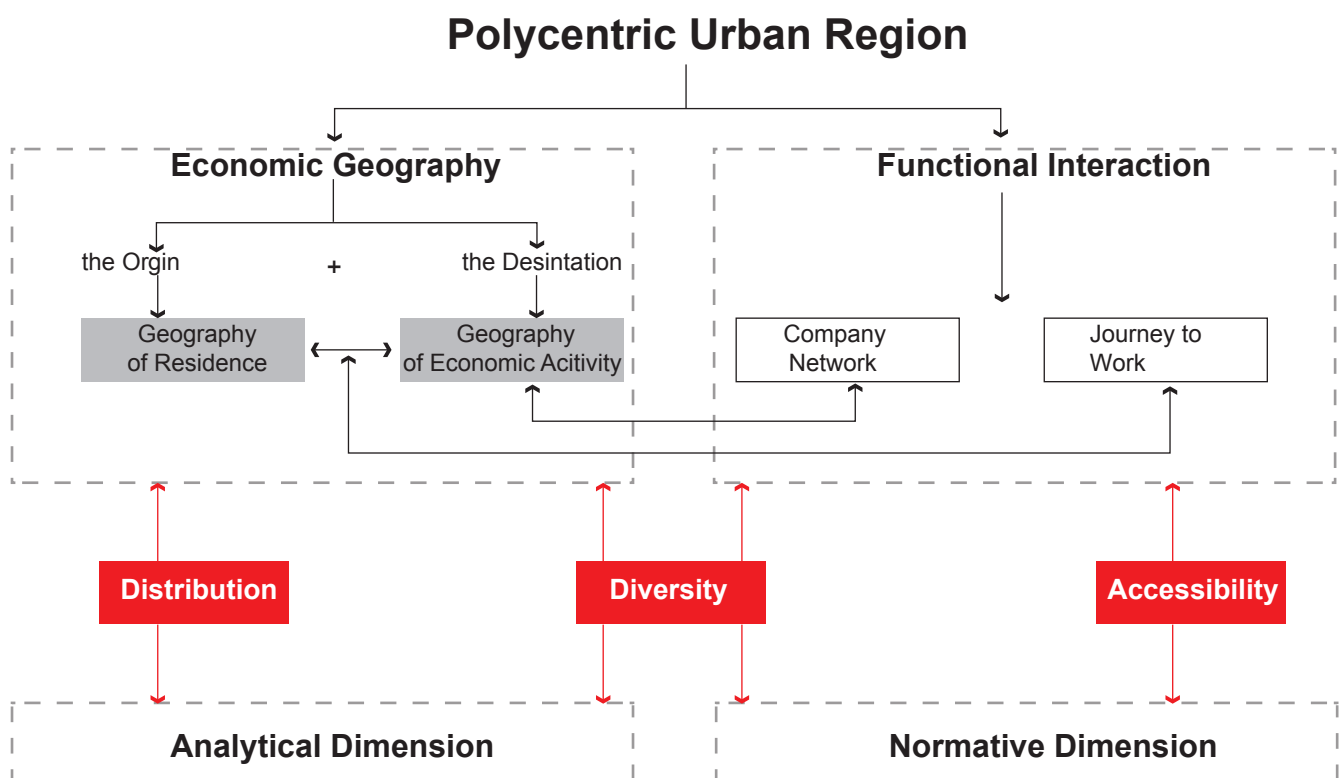 Polycentric Urban Region
Economic Geography
Functional Interaction
the Orgin
+
the Desintation
Geography
of Residence
Geography
of Economic Acitivity
Company
Network
Journey to
Work
Distribution
Diversity
Accessibility
Analytical Dimension
Normative Dimension